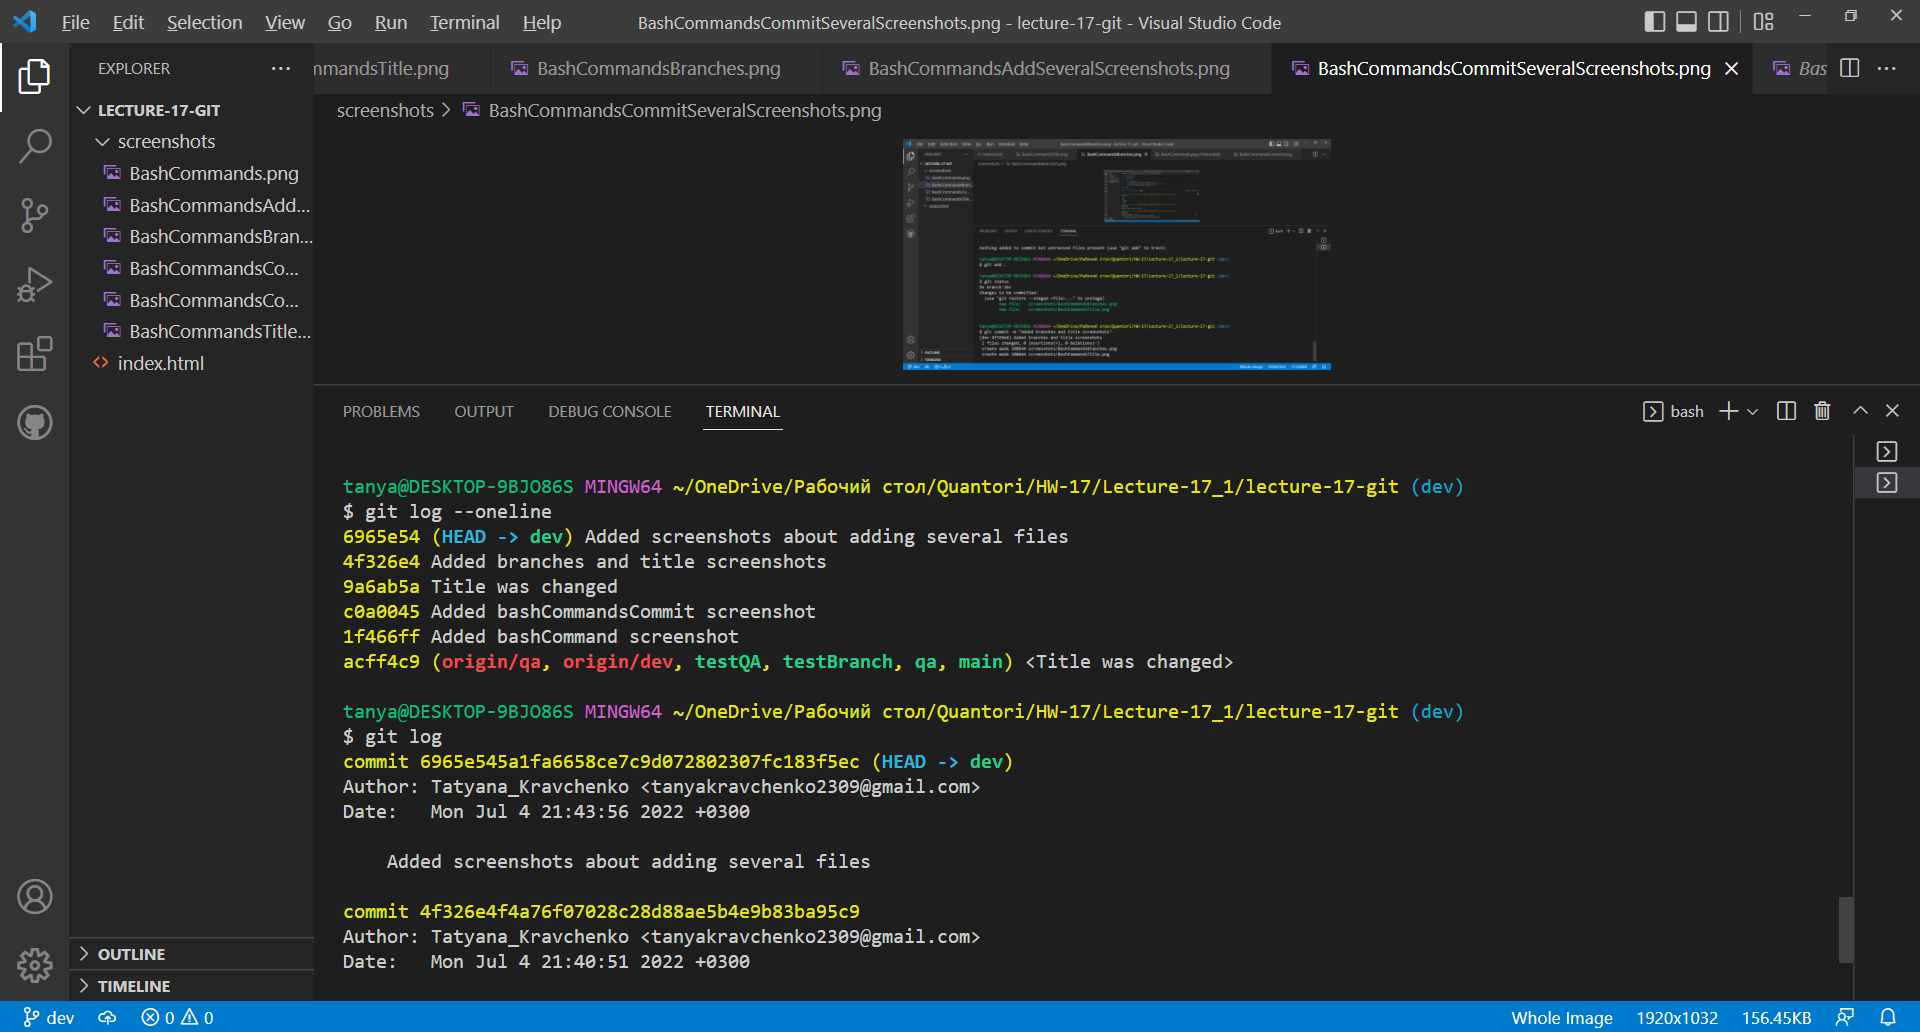 File Edit Selection View Go Run Terminal Help
BashCommandsCommitSeveralScreenshots.png - lecture-17-git - Visual Studio Code
EXPLORER
mmandsTitle.png
BashCommandsBranches.png
BashCommandsAddSeveralScreenshots.png
BashCommandsCommitSeveralScreenshots.png
Bas
LECTURE-17-GIT
screenshots
BashCommands.png
BashCommandsAdd...
BashCommandsBran...
BashCommandsCo...
BashCommandsCo...
BashCommandsTitle...
index.html
OUTLINE
TIMELINE
screenshots > BashCommandsCommitSeveralScreenshots.png
PROBLEMS OUTPUT DEBUG CONSOLE TERMINAL
bash
tanya@DESKTOP-9BJO86S MINGW64 ~/OneDrive/Рабочий стол/Quantori/HW-17/Lecture-17_1/lecture-17-git (dev)
$ git log --oneline
6965e54 (HEAD -> dev) Added screenshots about adding several files
4f326e4 Added branches and title screenshots
9a6ab5a Title was changed
c0a0045 Added bashCommandsCommit screenshot
1f466ff Added bashCommand screenshot
acff4c9 (origin/qa, origin/dev, testQA, testBranch, qa, main) <Title was changed>
tanya@DESKTOP-9BJO86S MINGW64 ~/OneDrive/Рабочий стол/Quantori/HW-17/Lecture-17_1/lecture-17-git (dev)
$ git log
commit 6965e545a1fa6658ce7c9d072802307fc183f5ec (HEAD -> dev)
Author: Tatyana_Kravchenko <tanyakravchenko2309@gmail.com>
Date:   Mon Jul 4 21:43:56 2022 +0300
Added screenshots about adding several files
commit 4f326e4f4a76f07028c28d88ae5b4e9b83ba95c9
Author: Tatyana_Kravchenko <tanyakravchenko2309@gmail.com>
Date:   Mon Jul 4 21:40:51 2022 +0300
dev
0 0
Whole Image 1920x1032 156.45KB